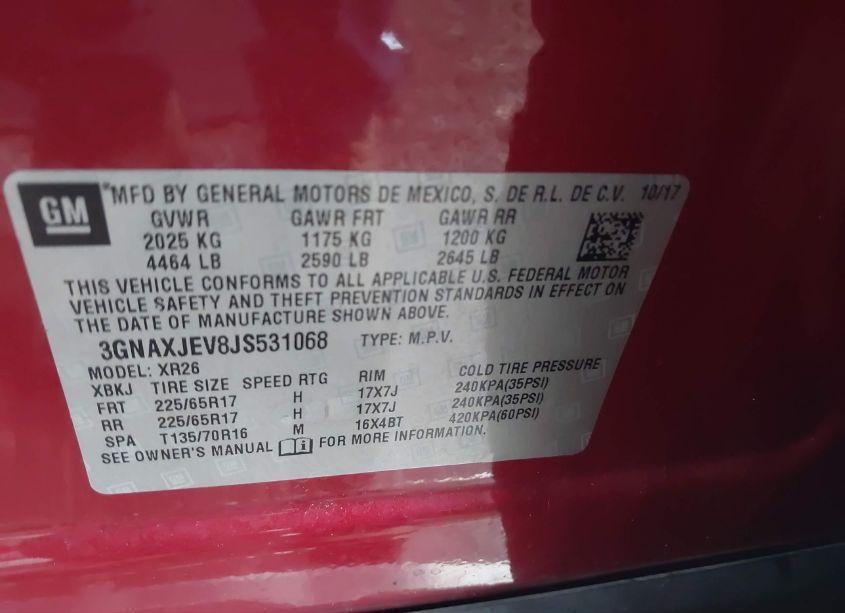 GM
*MFD BY GENERAL MOTORS DE MEXICO, S. DE R.L. DE C.V. 10/17
GVWR GAWR FRT GAWR RR
2025 KG 1175 KG 1200 KG
4464 LB 2590 LB 2645 LB
THIS VEHICLE CONFORMS TO ALL APPLICABLE U.S. FEDERAL MOTOR
VEHICLE SAFETY AND THEFT PREVENTION STANDARDS IN EFFECT ON
THE DATE OF MANUFACTURE SHOWN ABOVE.
3GNAXJEV8JS531068 TYPE: M.P.V.
MODEL: XR26
XBKJ TIRE SIZE SPEED RTG RIM COLD TIRE PRESSURE
FRT 225/65R17 H 17X7J 240KPA(35PSI)
RR 225/65R17 H 17X7J 240KPA(35PSI)
SPA T135/70R16 M 16X4BT 420KPA(60PSI)
SEE OWNER'S MANUAL FOR MORE INFORMATION.